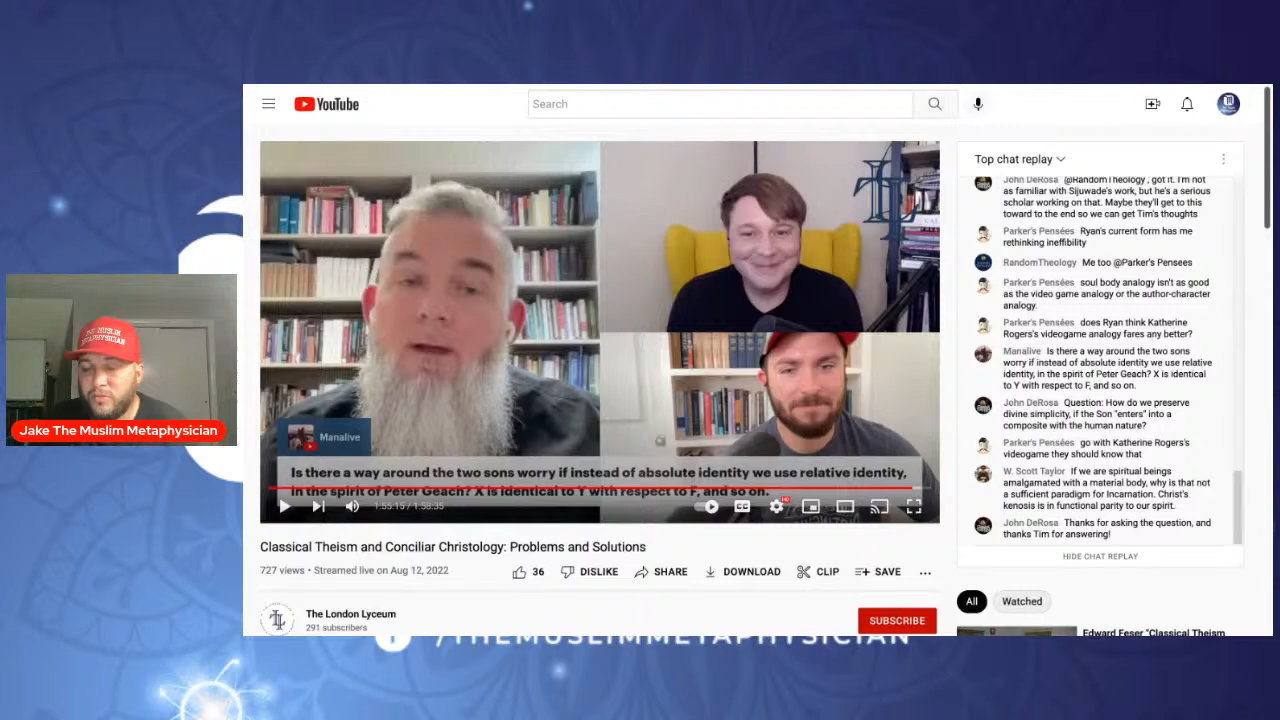 YouTube
Search
Top chat replay
John DeRosa @RandomTheology , got it. I'm not
as familiar with Sijuwade's work, but he's a serious
scholar working on that. Maybe they'll get to this
toward to the end so we can get Tim's thoughts
Parker's Pensées Ryan's current form has me
rethinking ineffibility
RandomTheology Me too @Parker's Pensees
Parker's Pensées soul body analogy isn't as good
as the video game analogy or the author-character
analogy.
Parker's Pensées does Ryan think Katherine
Rogers's videogame analogy fares any better?
Manalive Is there a way around the two sons
worry if instead of absolute identity we use relative
identity, in the spirit of Peter Geach? X is identical
to Y with respect to F, and so on.
John DeRosa Question: How do we preserve
divine simplicity, if the Son "enters" into a
composite with the human nature?
Parker's Pensées go with Katherine Rogers's
videogame they should know that
W. Scott Taylor If we are spiritual beings
amalgamated with a material body, why is that not
a sufficient paradigm for Incarnation. Christ's
kenosis is in functional parity to our spirit.
John DeRosa Thanks for asking the question, and
thanks Tim for answering!
HIDE CHAT REPLAY
All
Watched
Edward Feser "Classical Theism
THE MUSLIM
METAPHYSICIAN
Jake The Muslim Metaphysician
Manalive
Is there a way around the two sons worry if instead of absolute identity we use relative identity,
in the spirit of Peter Geach? X is identical to Y with respect to F, and so on.
1:55:15 / 1:58:35
CC
HD
Classical Theism and Conciliar Christology: Problems and Solutions
727 views • Streamed live on Aug 12, 2022
36
DISLIKE
SHARE
DOWNLOAD
CLIP
SAVE
The London Lyceum
291 subscribers
SUBSCRIBE
/THEMUSLIMMETAPHYSICIAN